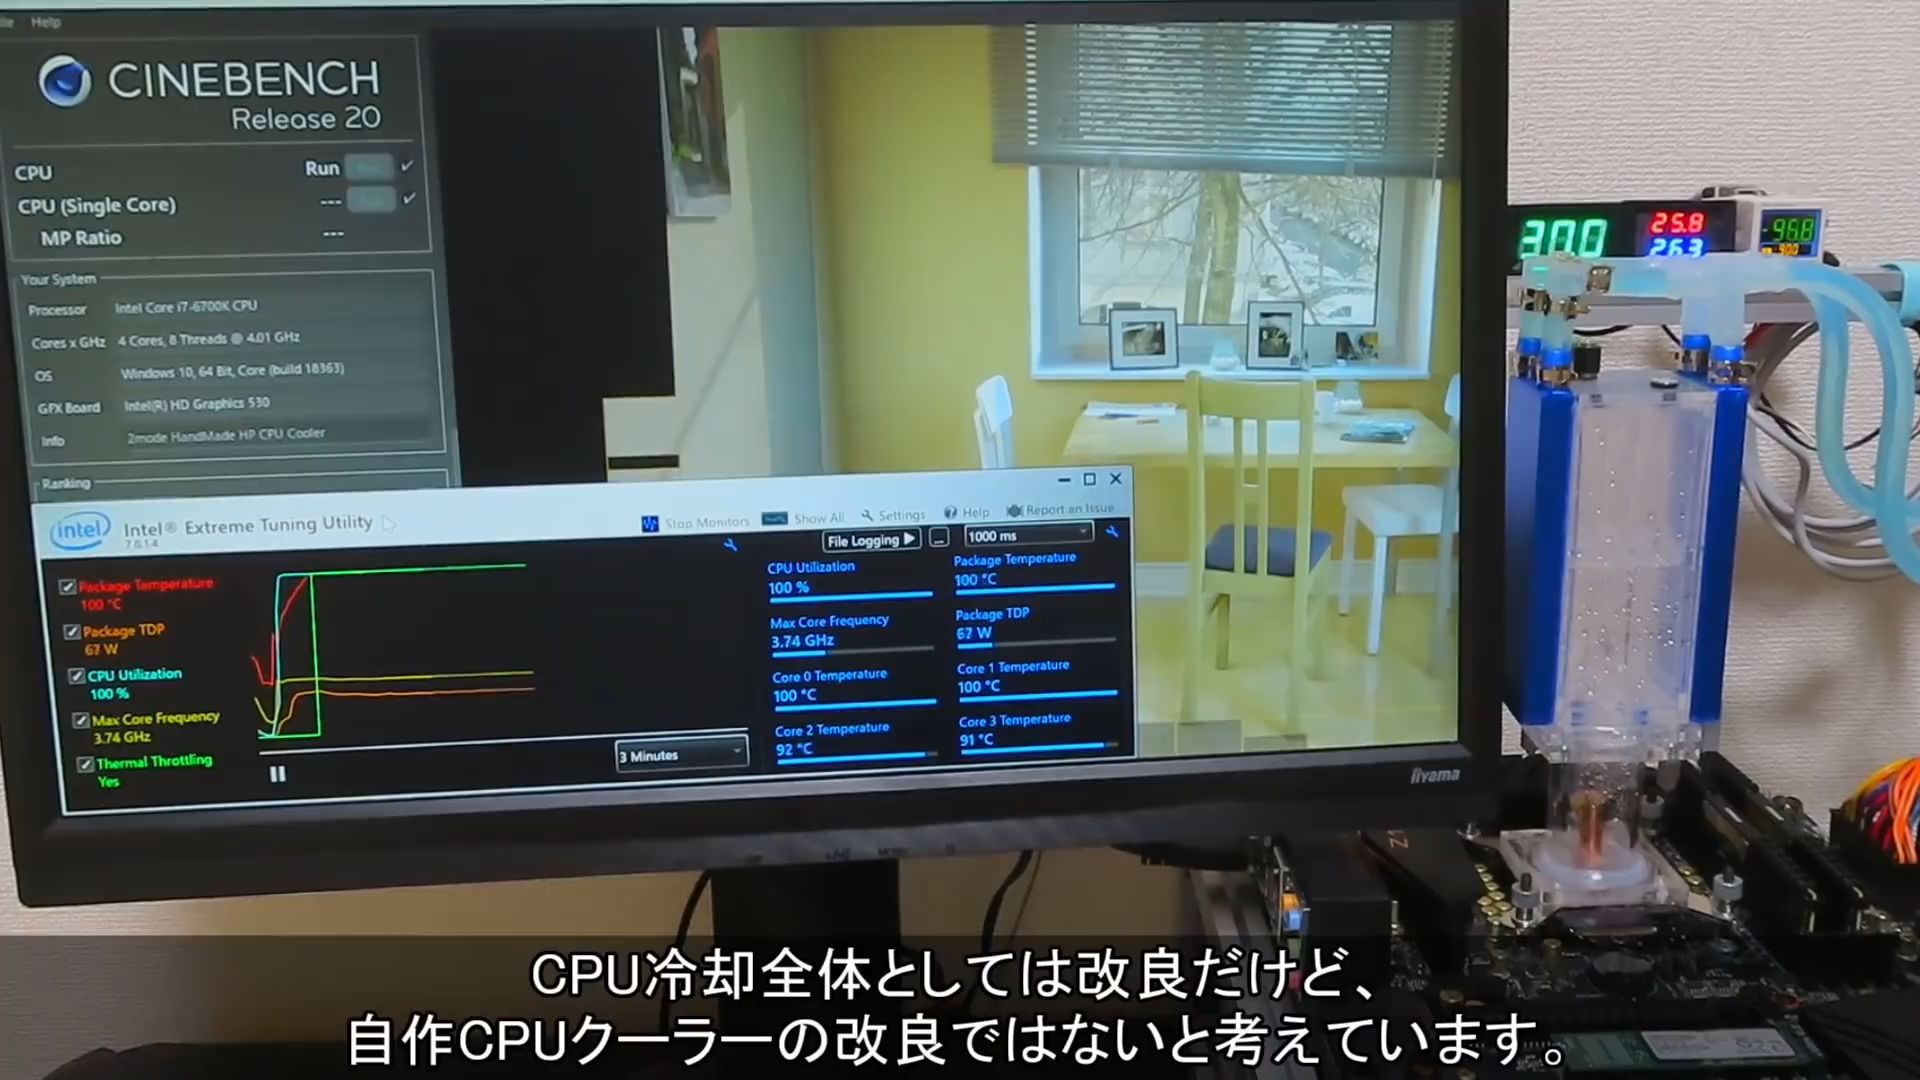 Help
CINEBENCH
Release 20
CPU
Run
CPU (Single Core)
---
MP Ratio
---
Your System
Processor
Intel Core i7-6700K CPU
Cores x GHz
4 Cores, 8 Threads @ 4.01 GHz
OS
Windows 10, 64 Bit, Core (build 18363)
GFX Board
Intel(R) HD Graphics 530
Info
2mode HandMade HP CPU Cooler
Ranking
intel
Intel® Extreme Tuning Utility
7.0.1.4
Stop Monitors
Show All
Settings
Help
Report an Issue
File Logging
...
1000 ms
Package Temperature
100 °C
Package TDP
67 W
CPU Utilization
100 %
Max Core Frequency
3.74 GHz
Thermal Throttling
Yes
3 Minutes
CPU Utilization
100 %
Package Temperature
100 °C
Max Core Frequency
3.74 GHz
Package TDP
67 W
Core 0 Temperature
100 °C
Core 1 Temperature
100 °C
Core 2 Temperature
92 °C
Core 3 Temperature
91 °C
iiyama
25.8
26.3
-96.8
CPU冷却全体としては改良だけど、
自作CPUクーラーの改良ではないと考えています。